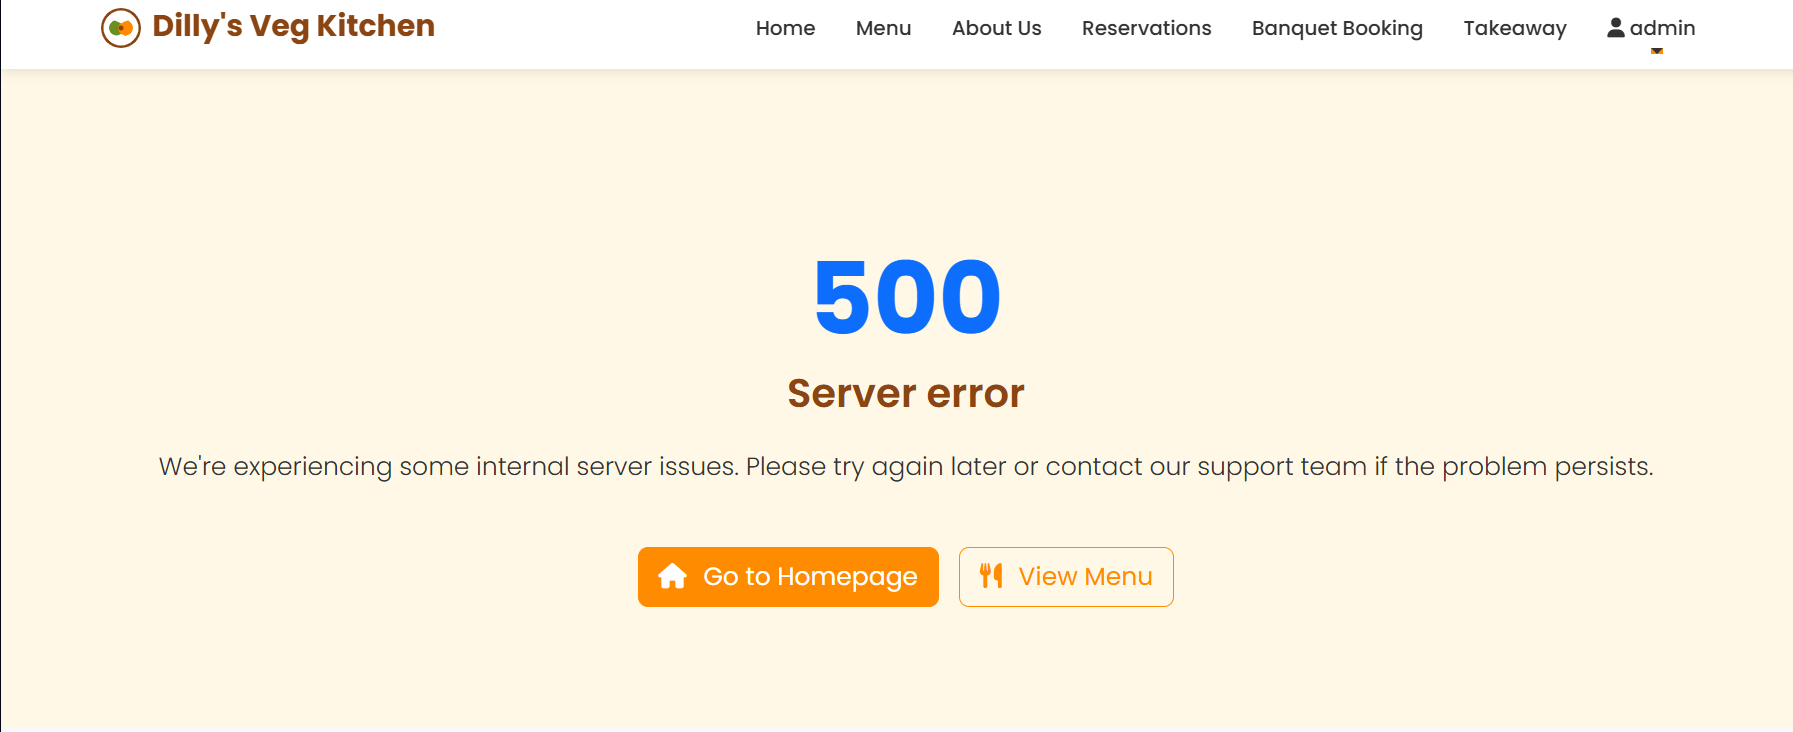 Dilly's Veg Kitchen
Home Menu About Us Reservations Banquet Booking Takeaway admin
500
Server error
We're experiencing some internal server issues. Please try again later or contact our support team if the problem persists.
Go to Homepage View Menu